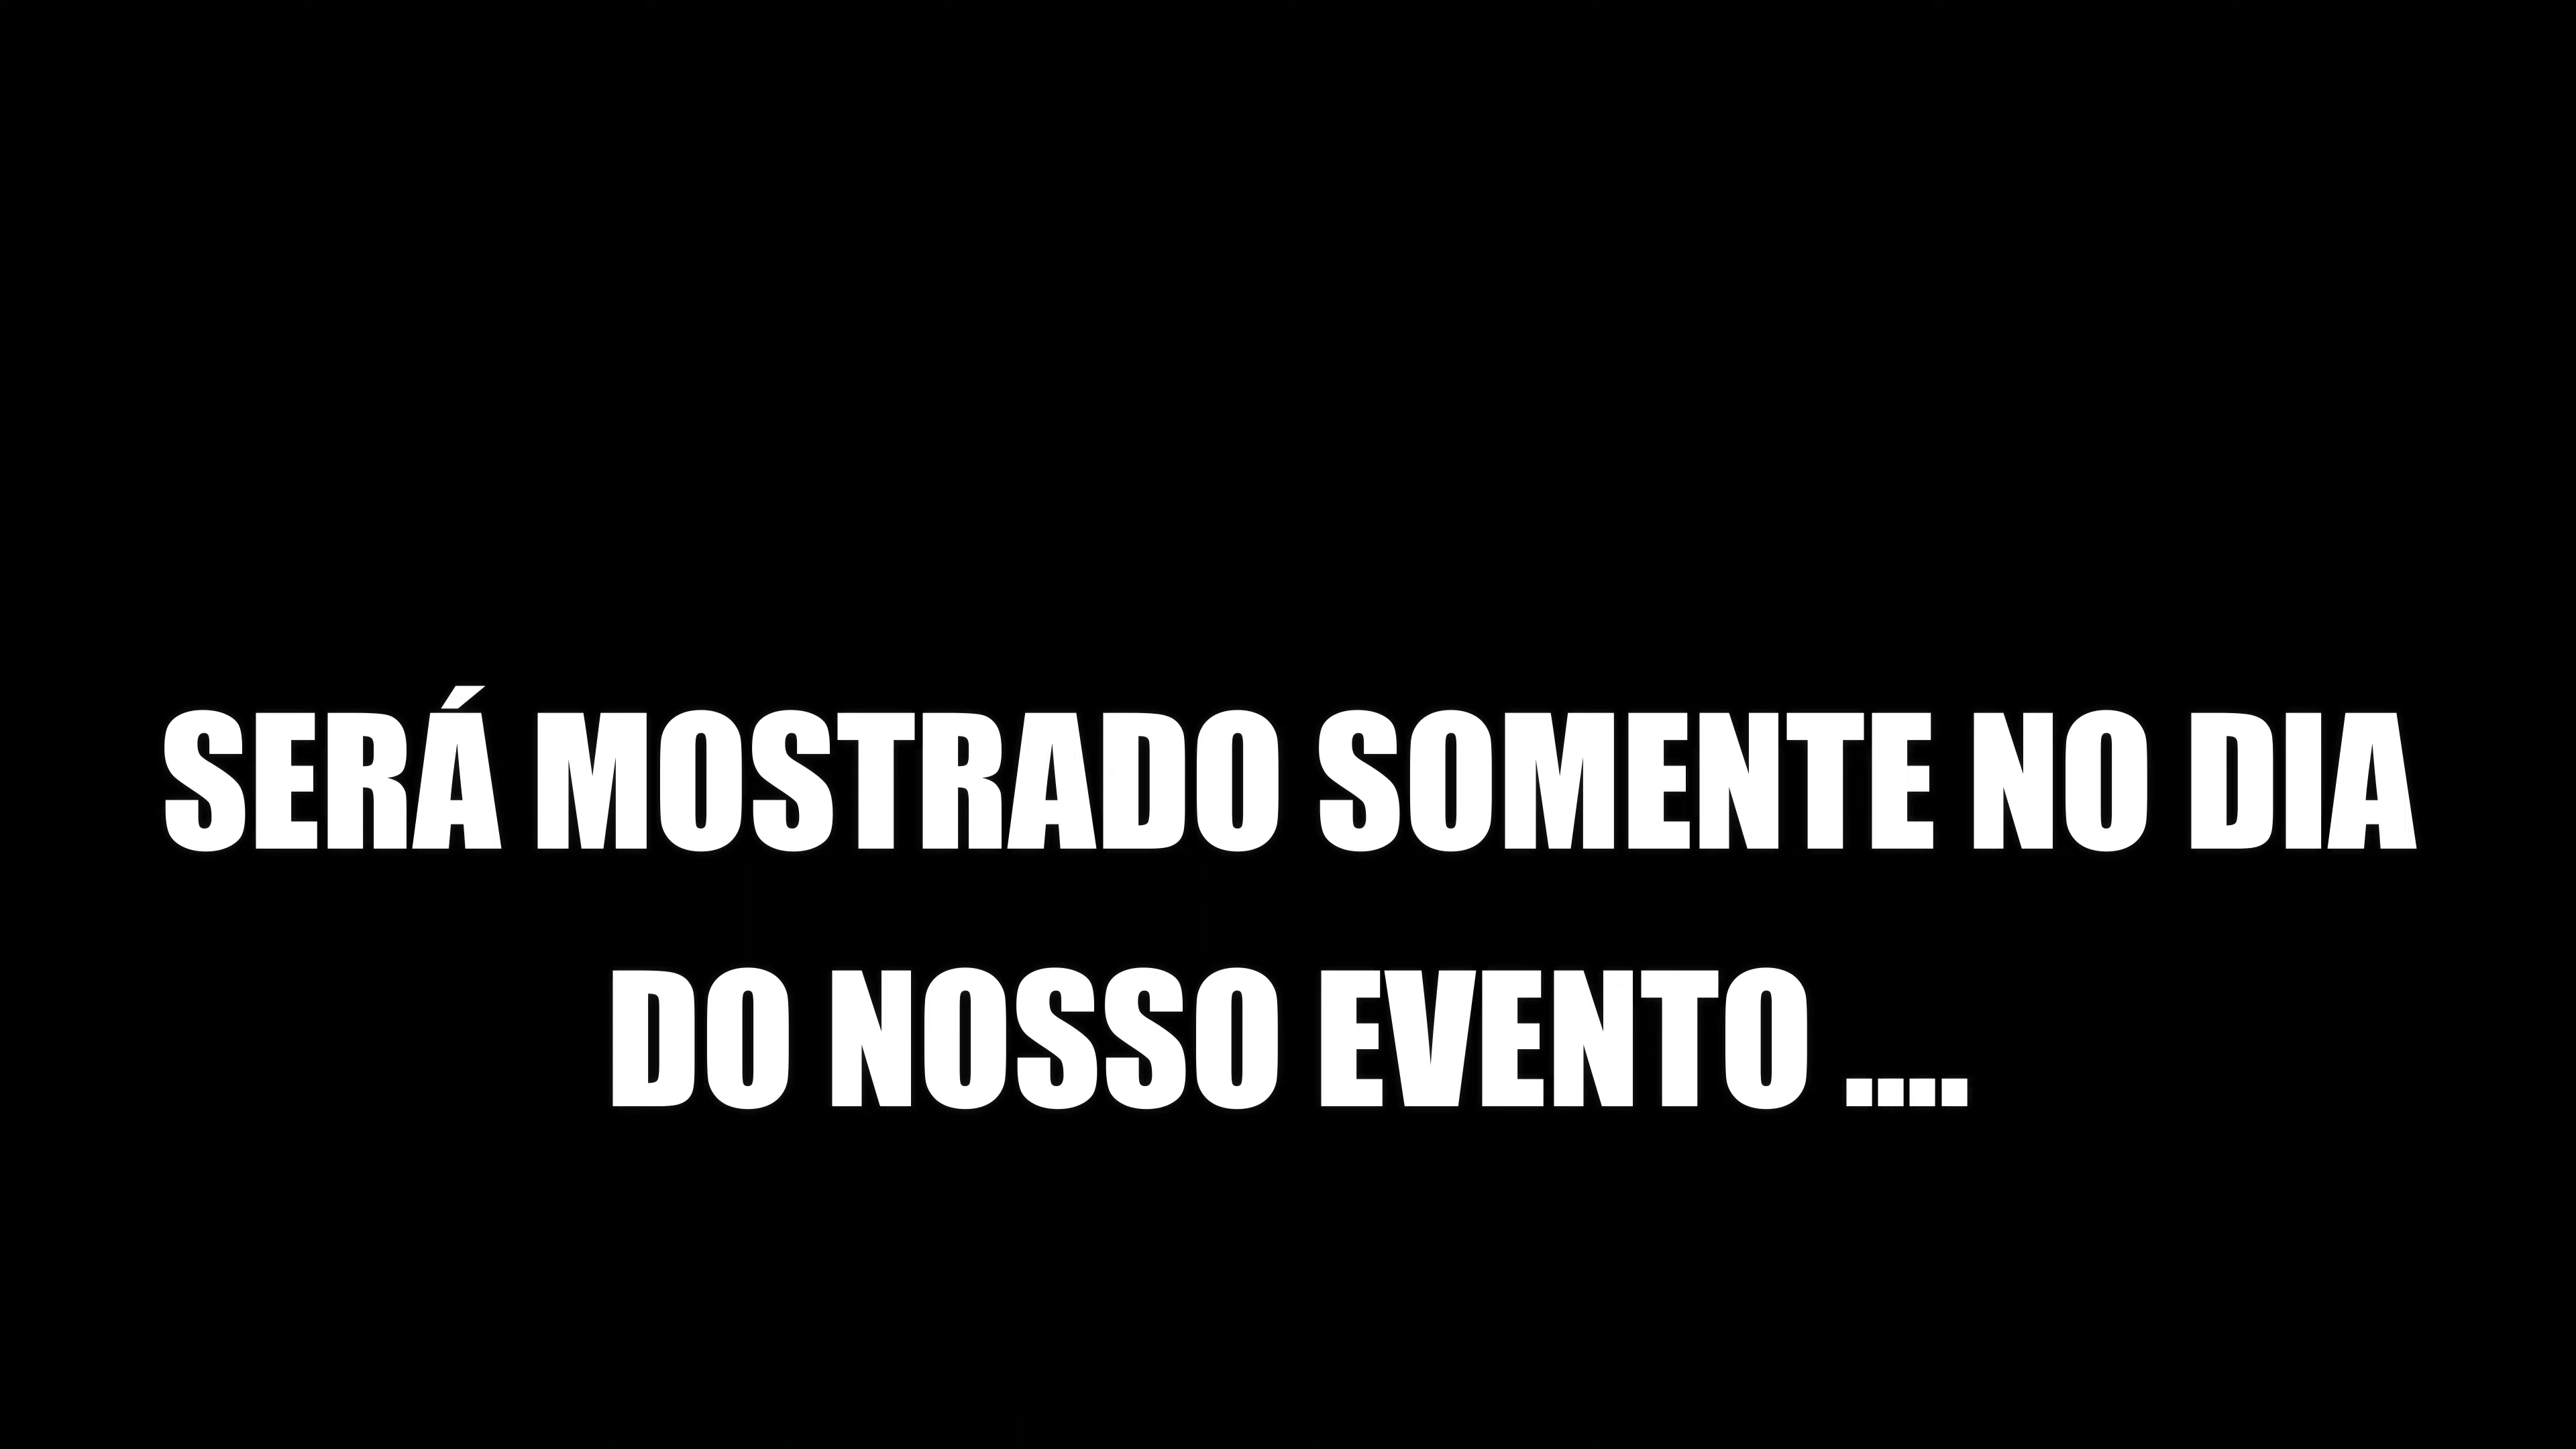 SERÁ MOSTRADO SOMENTE NO DIA
DO NOSSO EVENTO ....